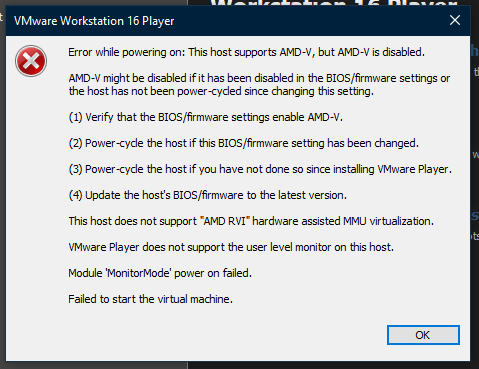 Workstation 16 Player
VMware Workstation 16 Player
Error while powering on: This host supports AMD-V, but AMD-V is disabled.
AMD-V might be disabled if it has been disabled in the BIOS/firmware settings or
the host has not been power-cycled since changing this setting.
(1) Verify that the BIOS/firmware settings enable AMD-V.
(2) Power-cycle the host if this BIOS/firmware setting has been changed.
(3) Power-cycle the host if you have not done so since installing VMware Player.
(4) Update the host's BIOS/firmware to the latest version.
This host does not support "AMD RVI" hardware assisted MMU virtualization.
VMware Player does not support the user level monitor on this host.
Module 'MonitorMode' power on failed.
Failed to start the virtual machine.
OK